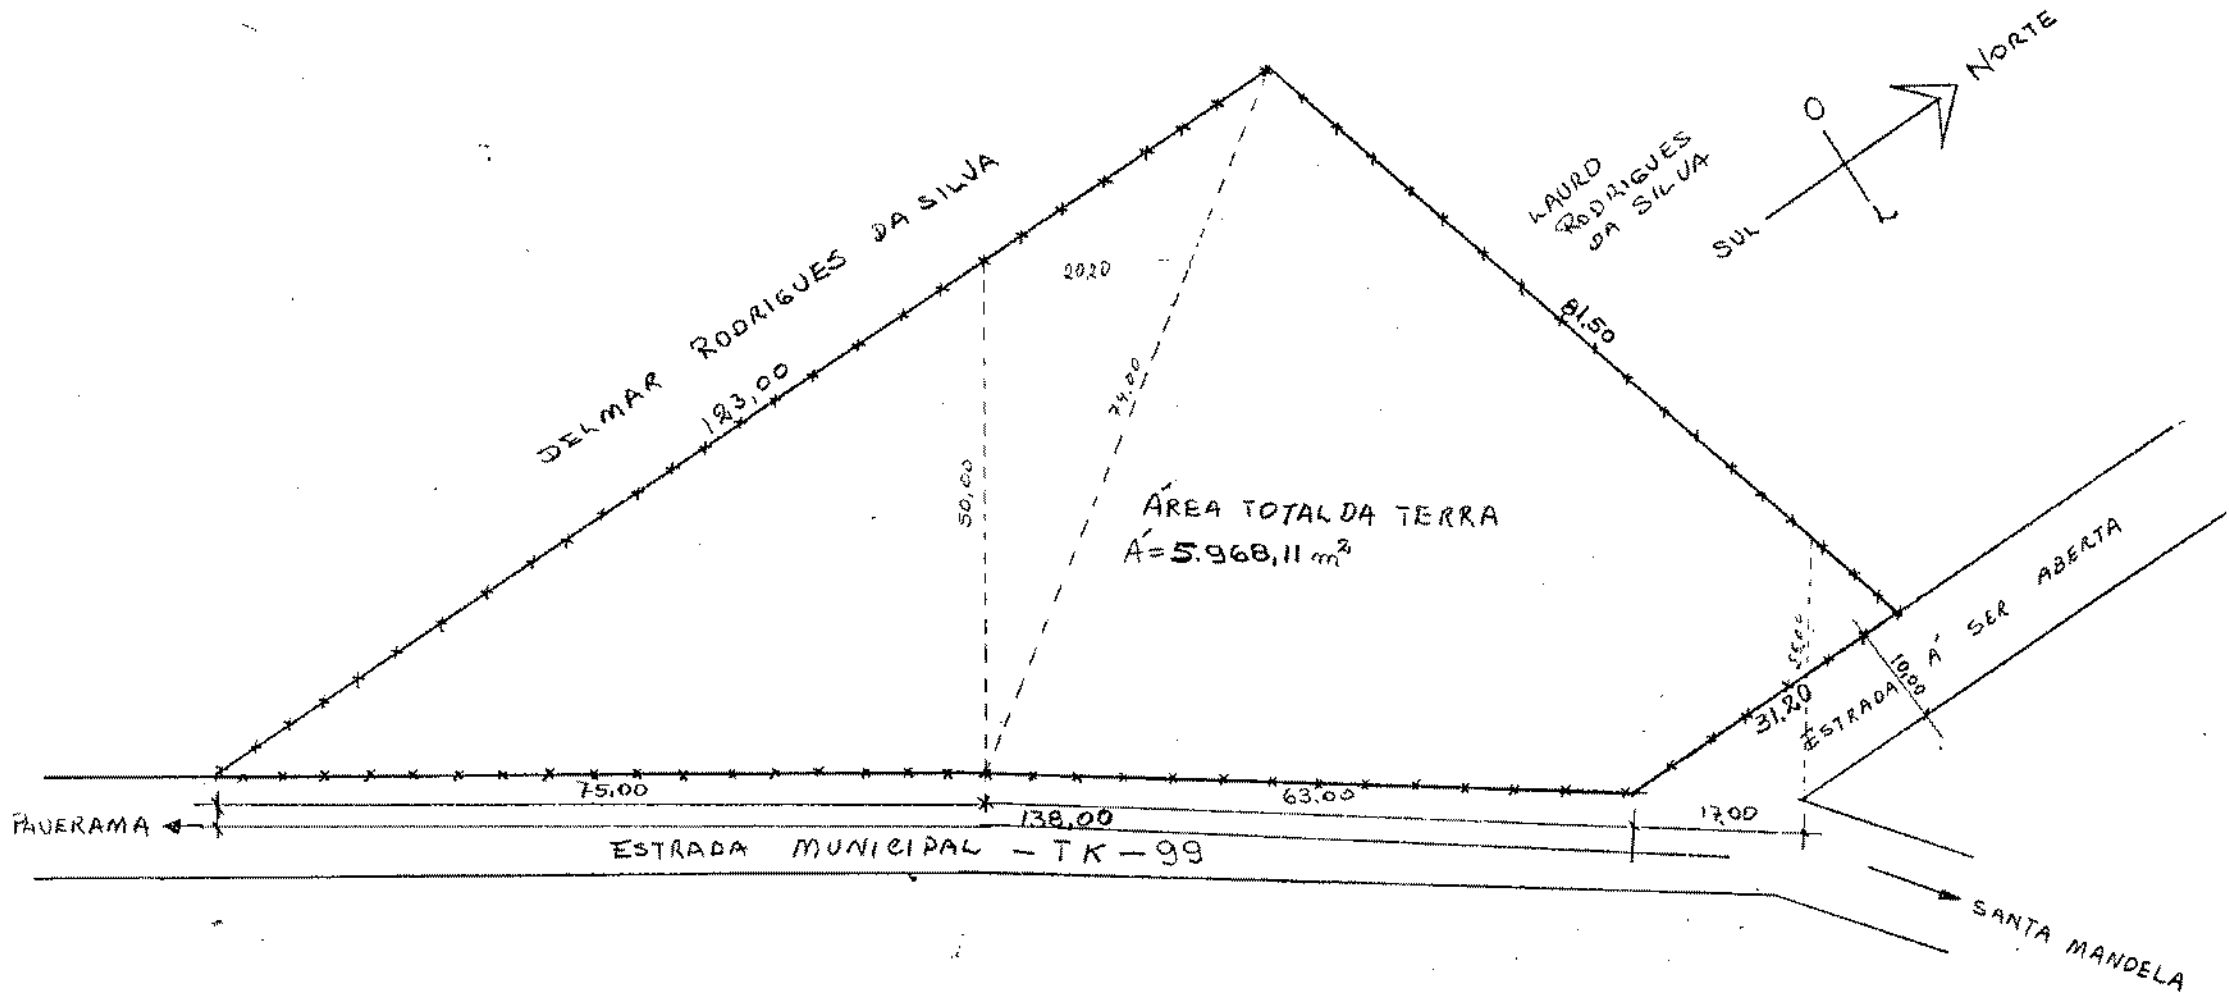 NORTE
O
L
SUL
LAURO
RODRIGUES
DA SILVA
DELMAR RODRIGUES DA SILVA
123,00
20,20
81,50
74,00
50,00
ÁREA TOTAL DA TERRA
Á=5.968,11 m²
ESTRADA Á SER ABERTA
10,00
31,20
75,00
63,00
138,00
17,00
PAVERAMA
ESTRADA MUNICIPAL - TK - 99
SANTA MANDELA